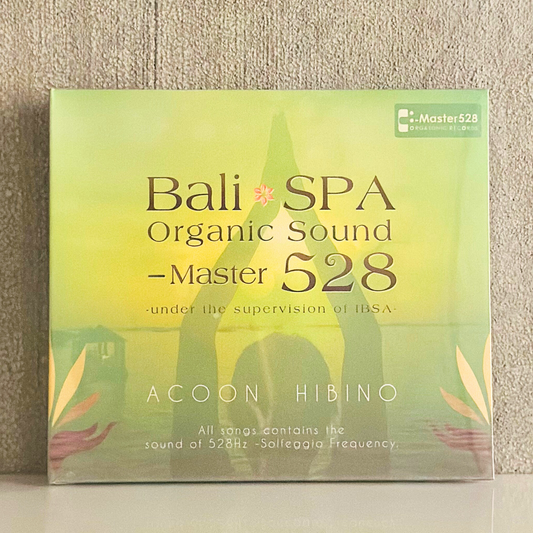 -Master528
Bali SPA
Organic Sound
-Master 528
-under the supervision of IBSA-
ACOON HIBINO
All songs contains the
sound of 528Hz -Solfeggio Frequency.